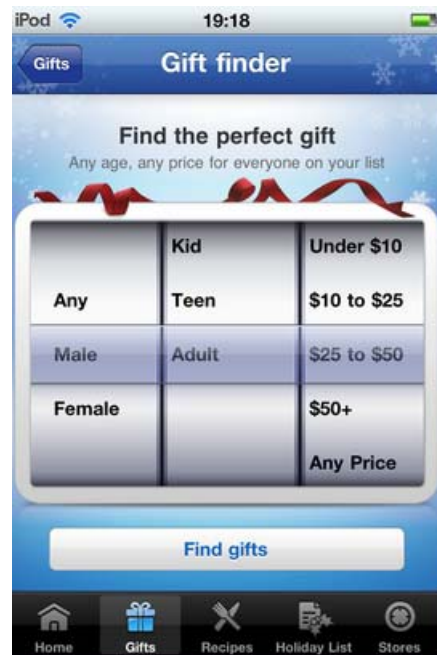 iPod 19:18
Gifts Gift finder
Find the perfect gift
Any age, any price for everyone on your list
Kid Under $10
Any Teen $10 to $25
Male Adult $25 to $50
Female $50+
Any Price
Find gifts
Home Gifts Recipes Holiday List Stores